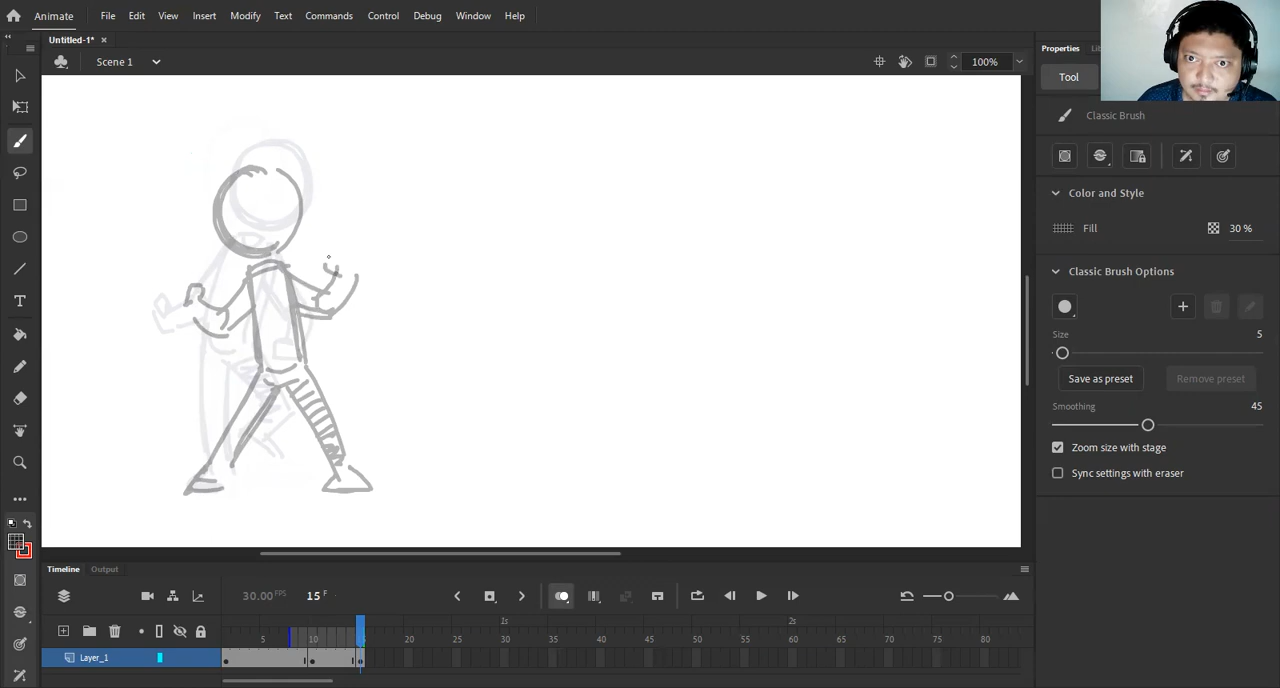 Animate File Edit View Insert Modify Text Commands Control Debug Window Help
Untitled-1* ×
Scene 1 100%
Properties
Tool
Classic Brush
Color and Style
Fill 30 %
Classic Brush Options
Size 5
Save as preset Remove preset
Smoothing 45
Zoom size with stage
Sync settings with eraser
Timeline Output
30.00 FPS 15 F
1s 2s
5 10 20 25 30 35 40 45 50 55 60 65 70 75 80
Layer_1